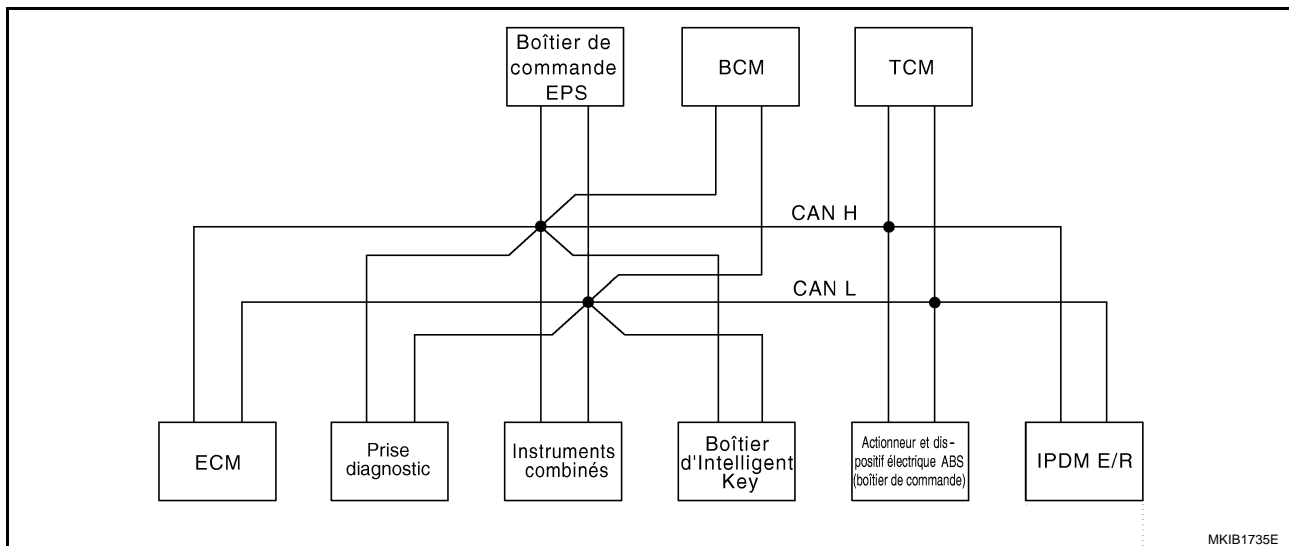 Boîtier de
commande
EPS
BCM
TCM
CAN H
CAN L
ECM
Prise
diagnostic
Instruments
combinés
Boîtier
d'Intelligent
Key
Actionneur et dis-
positif électrique ABS
(boîtier de commande)
IPDM E/R
MKIB1735E